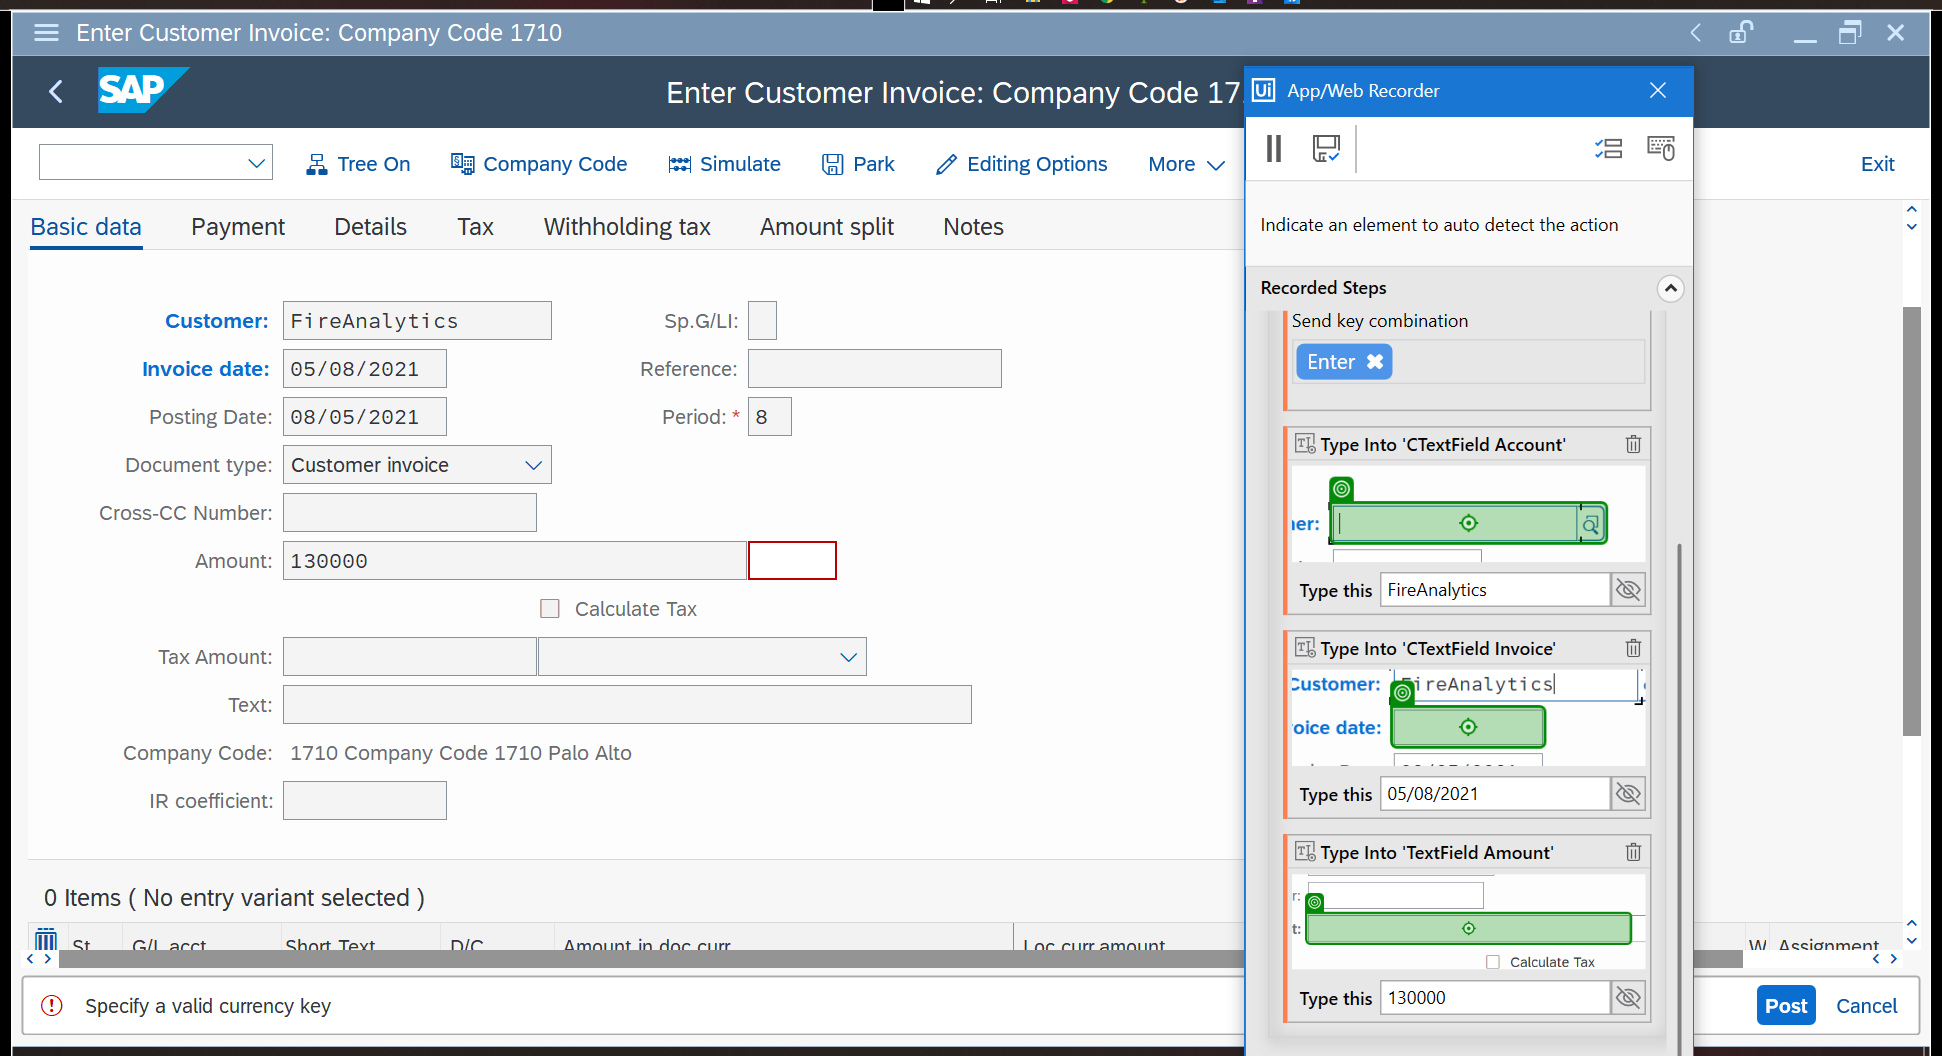 Enter Customer Invoice: Company Code 1710
SAP
Enter Customer Invoice: Company Code 17
Tree On
Company Code
Simulate
Park
Editing Options
More
Exit
Basic data
Payment
Details
Tax
Withholding tax
Amount split
Notes
Customer: FireAnalytics
Sp.G/LI:
Invoice date: 05/08/2021
Reference:
Posting Date: 08/05/2021
Period: * 8
Document type: Customer invoice
Cross-CC Number:
Amount: 130000
Calculate Tax
Tax Amount:
Text:
Company Code: 1710 Company Code 1710 Palo Alto
IR coefficient:
0 Items ( No entry variant selected )
St G/L acct Short Text D/C Amount in doc.curr. Loc.curr.amount W Assignment
Specify a valid currency key
Post
Cancel
Ui App/Web Recorder
Indicate an element to auto detect the action
Recorded Steps
Send key combination
Enter
Type Into 'CTextField Account'
ner:
Type this FireAnalytics
Type Into 'CTextField Invoice'
Customer: FireAnalytics
oice date:
Type this 05/08/2021
Type Into 'TextField Amount'
r:
t:
Calculate Tax
Type this 130000